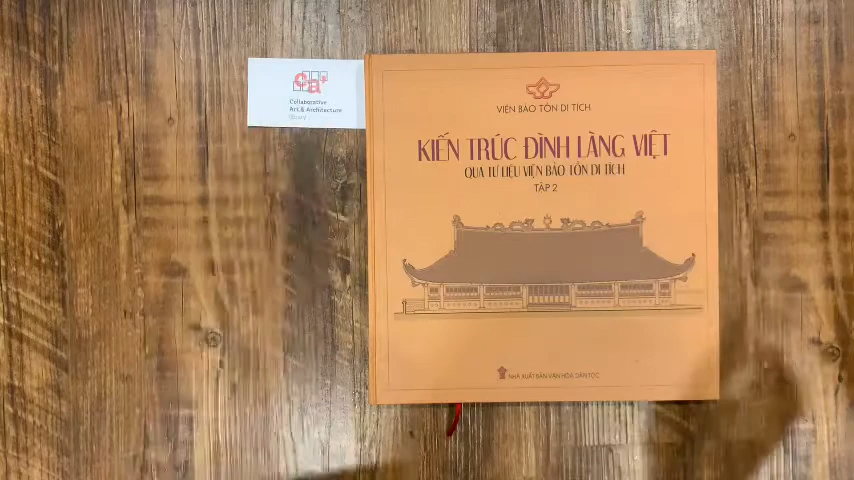 Ca+
Collaborative
Art & Architecture
library
VIỆN BẢO TỒN DI TÍCH
KIẾN TRÚC ĐÌNH LÀNG VIỆT
QUA TƯ LIỆU VIỆN BẢO TỒN DI TÍCH
TẬP 2
NHÀ XUẤT BẢN VĂN HÓA DÂN TỘC